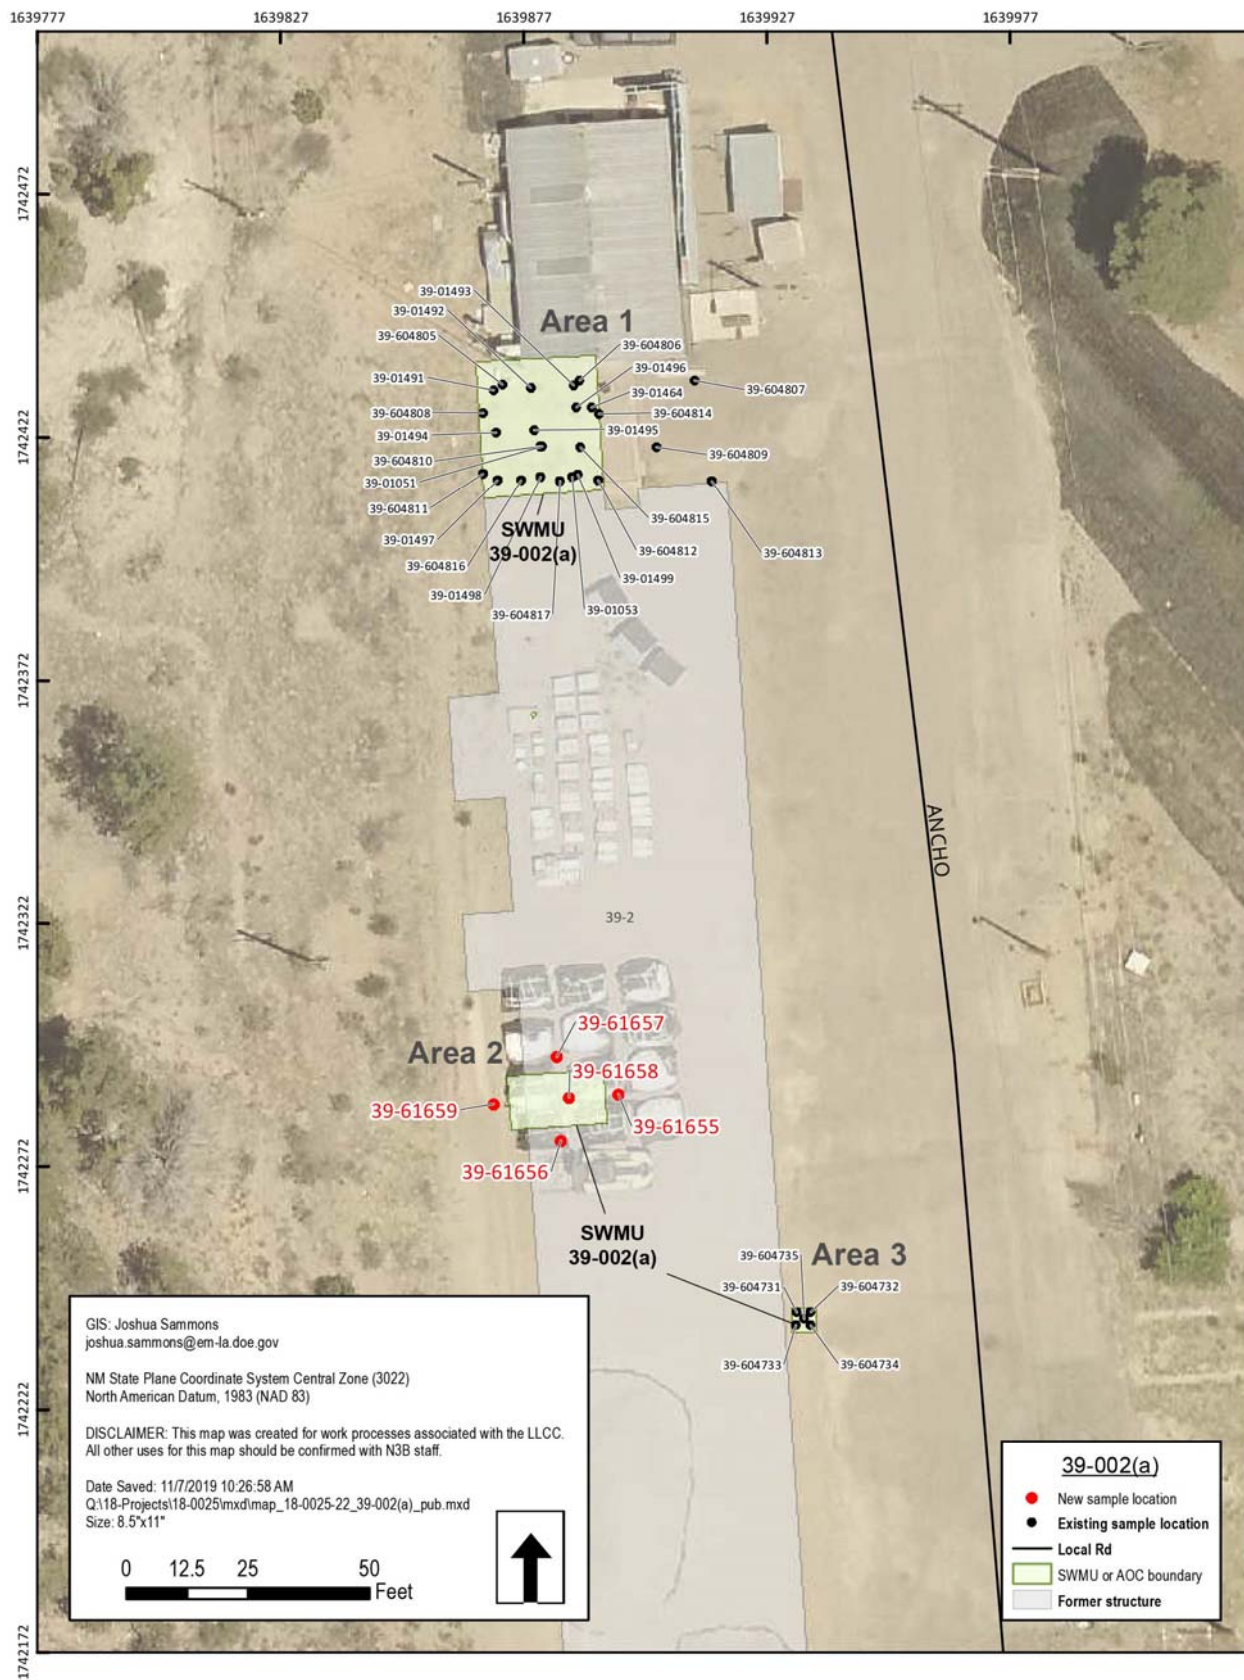 1639777
1639827
1639877
1639927
1639977
1742472
1742422
1742372
1742322
1742272
1742222
1742172
39-01493
39-01492
Area 1
39-604805
39-604806
39-01496
39-01491
39-01464
39-604807
39-604808
39-604814
39-01494
39-01495
39-604810
39-604809
39-01051
39-604811
39-604815
39-01497
SWMU
39-002(a)
39-604812
39-604813
39-604816
39-01499
39-01498
39-604817
39-01053
ANCHO
39-2
39-61657
Area 2
39-61658
39-61659
39-61655
39-61656
SWMU
39-002(a)
39-604735
Area 3
39-604731
39-604732
39-604733
39-604734
GIS: Joshua Sammons
joshua.sammons@em-la.doe.gov
NM State Plane Coordinate System Central Zone (3022)
North American Datum, 1983 (NAD 83)
DISCLAIMER: This map was created for work processes associated with the LLCC.
All other uses for this map should be confirmed with N3B staff.
Date Saved: 11/7/2019 10:26:58 AM
Q:\18-Projects\18-0025\mxd\map_18-0025-22_39-002(a)_pub.mxd
Size: 8.5"x11"
0 12.5 25 50
Feet
39-002(a)
New sample location
Existing sample location
Local Rd
SWMU or AOC boundary
Former structure